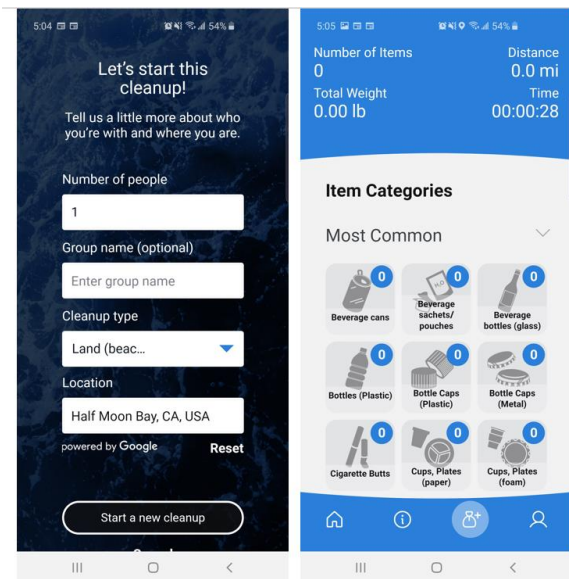 5:04
54%
Let's start this
cleanup!
Tell us a little more about who
you're with and where you are.
Number of people
1
Group name (optional)
Enter group name
Cleanup type
Land (beac...
Location
Half Moon Bay, CA, USA
powered by Google
Reset
Start a new cleanup
5:05
54%
Number of Items
Distance
0
0.0 mi
Total Weight
Time
0.00 lb
00:00:28
Item Categories
Most Common
0
0
0
H₂O
Beverage cans
Beverage
sachets/
pouches
Beverage
bottles (glass)
0
0
0
Bottles (Plastic)
Bottle Caps
(Plastic)
Bottle Caps
(Metal)
0
0
0
Cigarette Butts
Cups, Plates
(paper)
Cups, Plates
(foam)